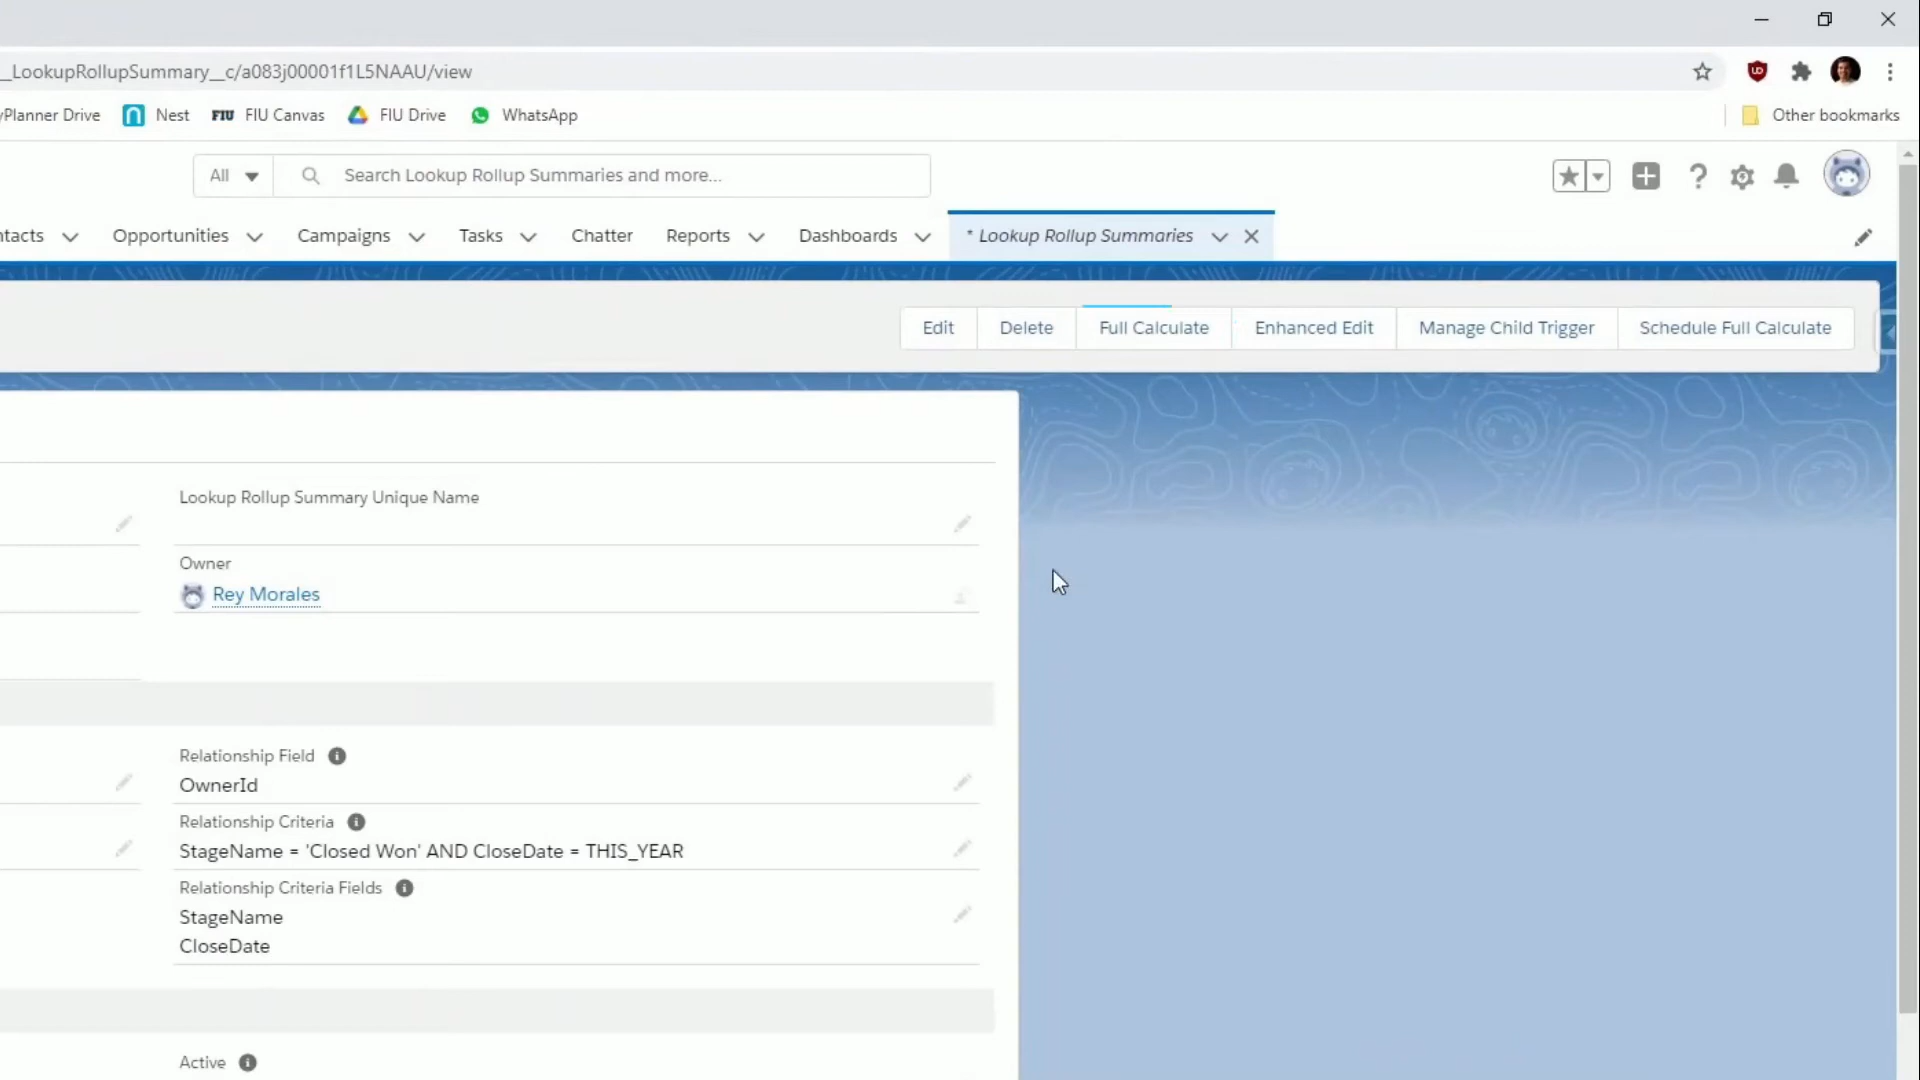 _LookupRollupSummary__c/a083j00001f1L5NAAU/view
yPlanner Drive Nest FIU FIU Canvas FIU Drive WhatsApp Other bookmarks
All Search Lookup Rollup Summaries and more...
ntacts Opportunities Campaigns Tasks Chatter Reports Dashboards * Lookup Rollup Summaries
Edit Delete Full Calculate Enhanced Edit Manage Child Trigger Schedule Full Calculate
Lookup Rollup Summary Unique Name
Owner
Rey Morales
Relationship Field
OwnerId
Relationship Criteria
StageName = 'Closed Won' AND CloseDate = THIS_YEAR
Relationship Criteria Fields
StageName
CloseDate
Active